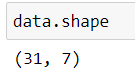 data.shape
(31, 7)